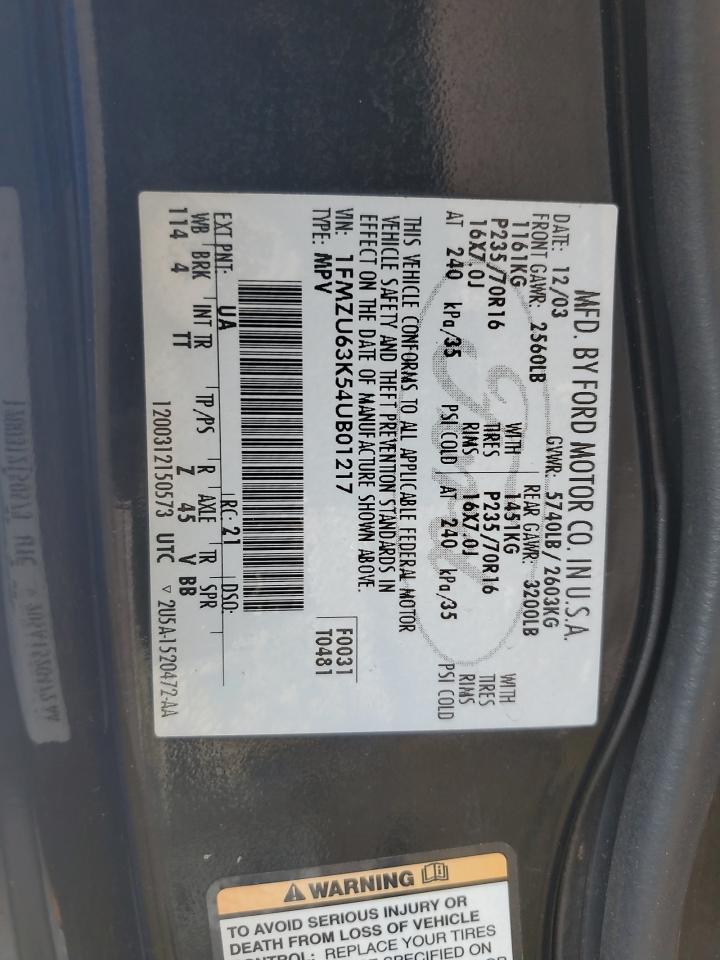 MFD. BY FORD MOTOR CO. IN U.S.A.
DATE: 12/03 GVWR: 5740LB / 2603KG
FRONT GAWR: 2560LB REAR GAWR: 3200LB
1161KG WITH 1451KG WITH
P235/70R16 TIRES P235/70R16 TIRES
16X7.0J RIMS 16X7.0J RIMS
AT 240 kPa/35 PSI COLD AT 240 kPa/35 PSI COLD
THIS VEHICLE CONFORMS TO ALL APPLICABLE FEDERAL MOTOR
VEHICLE SAFETY AND THEFT PREVENTION STANDARDS IN
EFFECT ON THE DATE OF MANUFACTURE SHOWN ABOVE.
VIN: 1FMZU63K54UB01217 F0031
TYPE: MPV T0481
EXT PNT: UA RC: 21 DSO:
WB BRK INT TR TP/PS R AXLE TR SPR
114 4 TT Z 45 V BB
1200312150573 UTC ▽ 2U5A-1520472-AA
WARNING
TO AVOID SERIOUS INJURY OR
DEATH FROM LOSS OF VEHICLE
CONTROL: REPLACE YOUR TIRES
SPECIFIED ON
OR